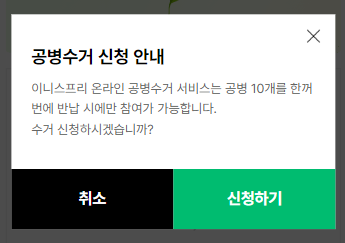 공병수거 신청 안내
이니스프리 온라인 공병수거 서비스는 공병 10개를 한꺼
번에 반납 시에만 참여가 가능합니다.
수거 신청하시겠습니까?
취소
신청하기